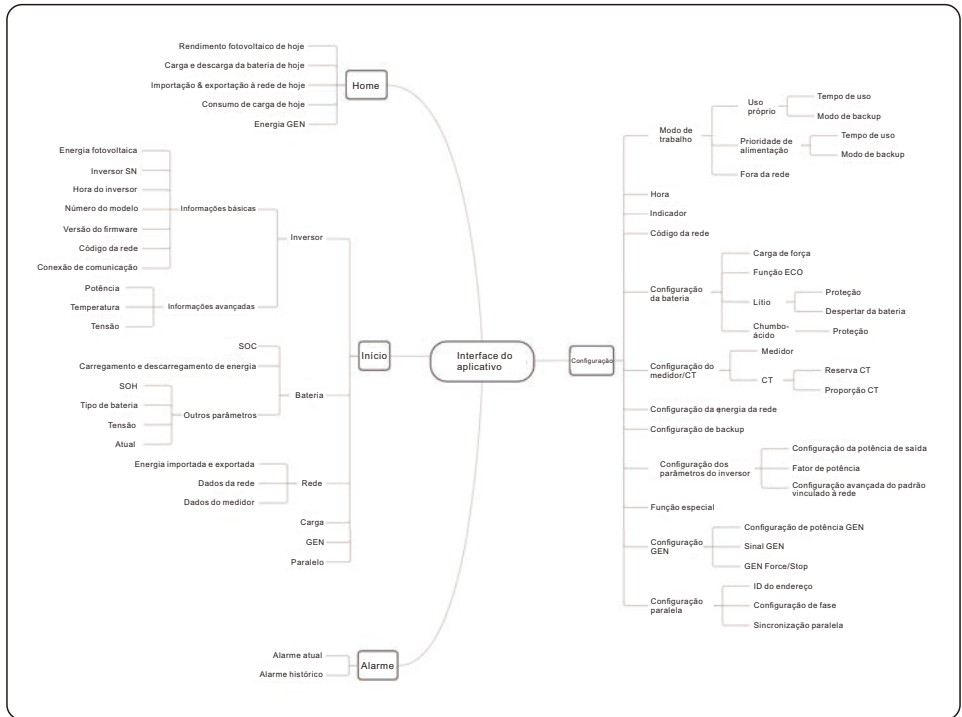 Rendimento fotovoltaico de hoje
Carga e descarga da bateria de hoje
Importação & exportação à rede de hoje
Consumo de carga de hoje
Energia GEN
Home
Energia fotovoltaica
Inversor SN
Hora do inversor
Número do modelo
Versão do firmware
Código da rede
Conexão de comunicação
Informações básicas
Potência
Temperatura
Tensão
Informações avançadas
Inversor
SOC
Carregamento e descarregamento de energia
SOH
Tipo de bateria
Tensão
Atual
Outros parâmetros
Bateria
Energia importada e exportada
Dados da rede
Dados do medidor
Rede
Carga
GEN
Paralelo
Início
Alarme atual
Alarme histórico
Alarme
Interface do
aplicativo
Configuração
Modo de
trabalho
Uso
próprio
Tempo de uso
Modo de backup
Prioridade de
alimentação
Tempo de uso
Modo de backup
Fora da rede
Hora
Indicador
Código da rede
Configuração
da bateria
Carga de força
Função ECO
Lítio
Proteção
Despertar da bateria
Chumbo-
ácido
Proteção
Configuração do
medidor/CT
Medidor
CT
Reserva CT
Proporção CT
Configuração da energia da rede
Configuração de backup
Configuração dos
parâmetros do inversor
Configuração da potência de saída
Fator de potência
Configuração avançada do padrão
vinculado à rede
Função especial
Configuração
GEN
Configuração de potência GEN
Sinal GEN
GEN Force/Stop
Configuração
paralela
ID do endereço
Configuração de fase
Sincronização paralela